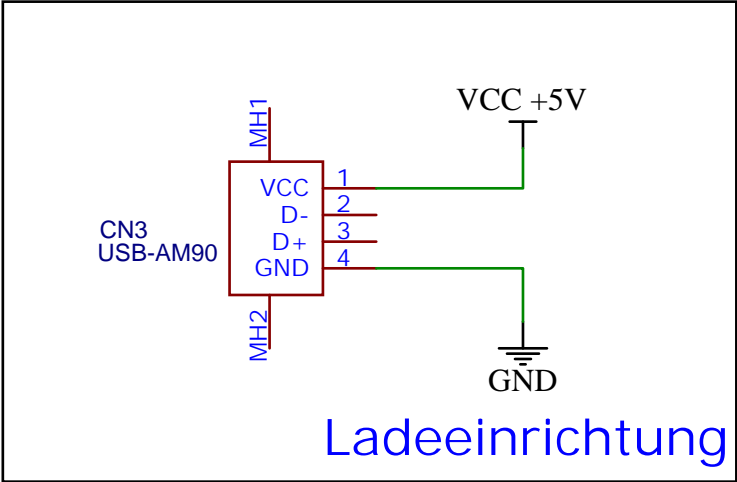 VCC +5V
MH1
VCC 1
D- 2
D+ 3
GND 4
CN3
USB-AM90
MH2
GND
Ladeeinrichtung